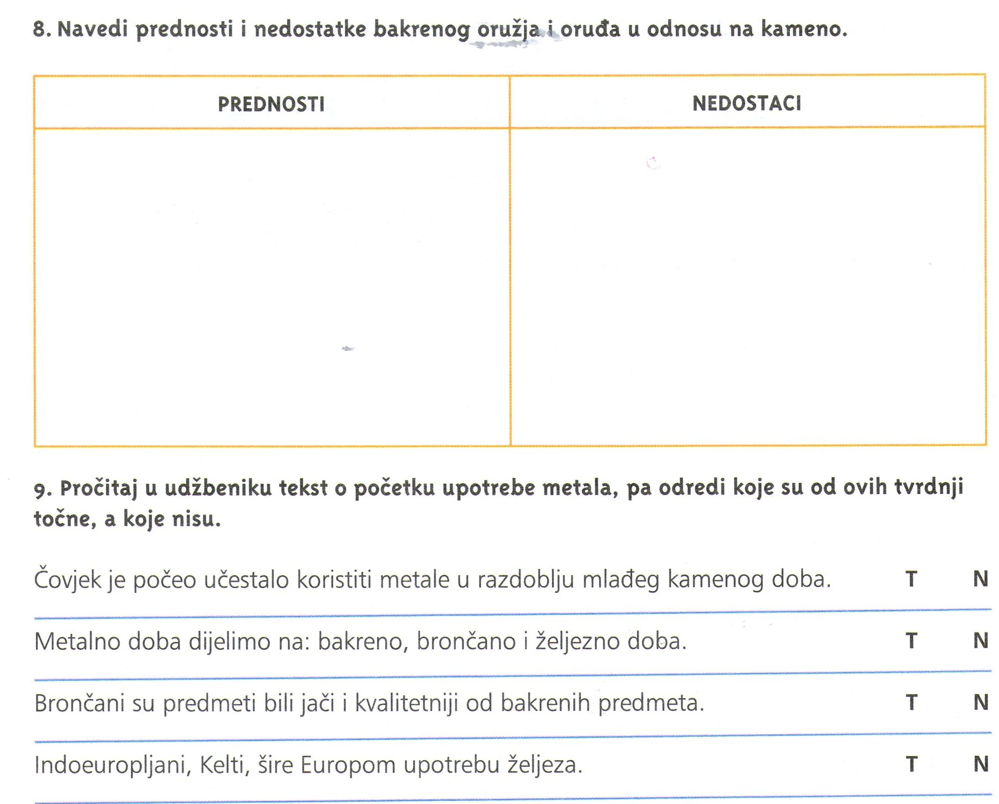 8. Navedi prednosti i nedostatke bakrenog oružja i oruđa u odnosu na kameno.
PREDNOSTI
NEDOSTACI
9. Pročitaj u udžbeniku tekst o početku upotrebe metala, pa odredi koje su od ovih tvrdnji
točne, a koje nisu.
Čovjek je počeo učestalo koristiti metale u razdoblju mlađeg kamenog doba. T N
Metalno doba dijelimo na: bakreno, brončano i željezno doba. T N
Brončani su predmeti bili jači i kvalitetniji od bakrenih predmeta. T N
Indoeuropljani, Kelti, šire Europom upotrebu željeza. T N